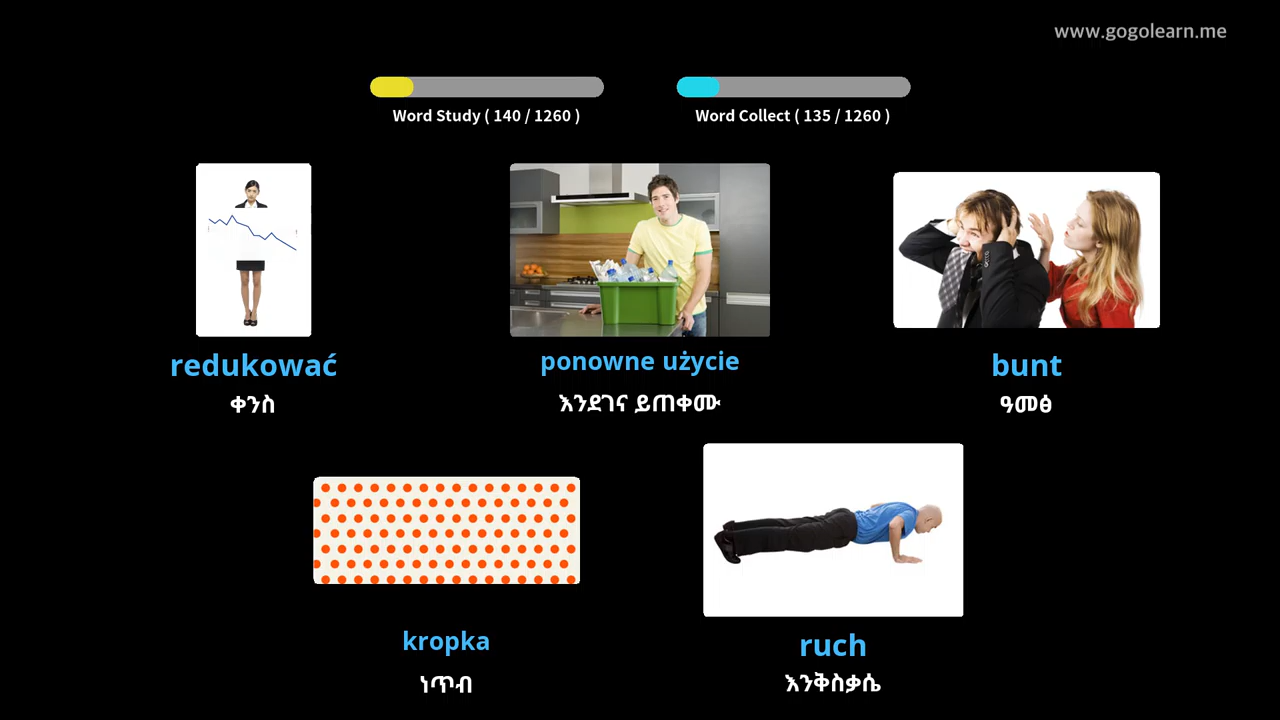 www.gogolearn.me
Word Study ( 140 / 1260 )
Word Collect ( 135 / 1260 )
redukować
ቀንስ
ponowne użycie
እንደገና ይጠቀሙ
bunt
ዓመፅ
kropka
ነጥብ
ruch
እንቅስቃሴ